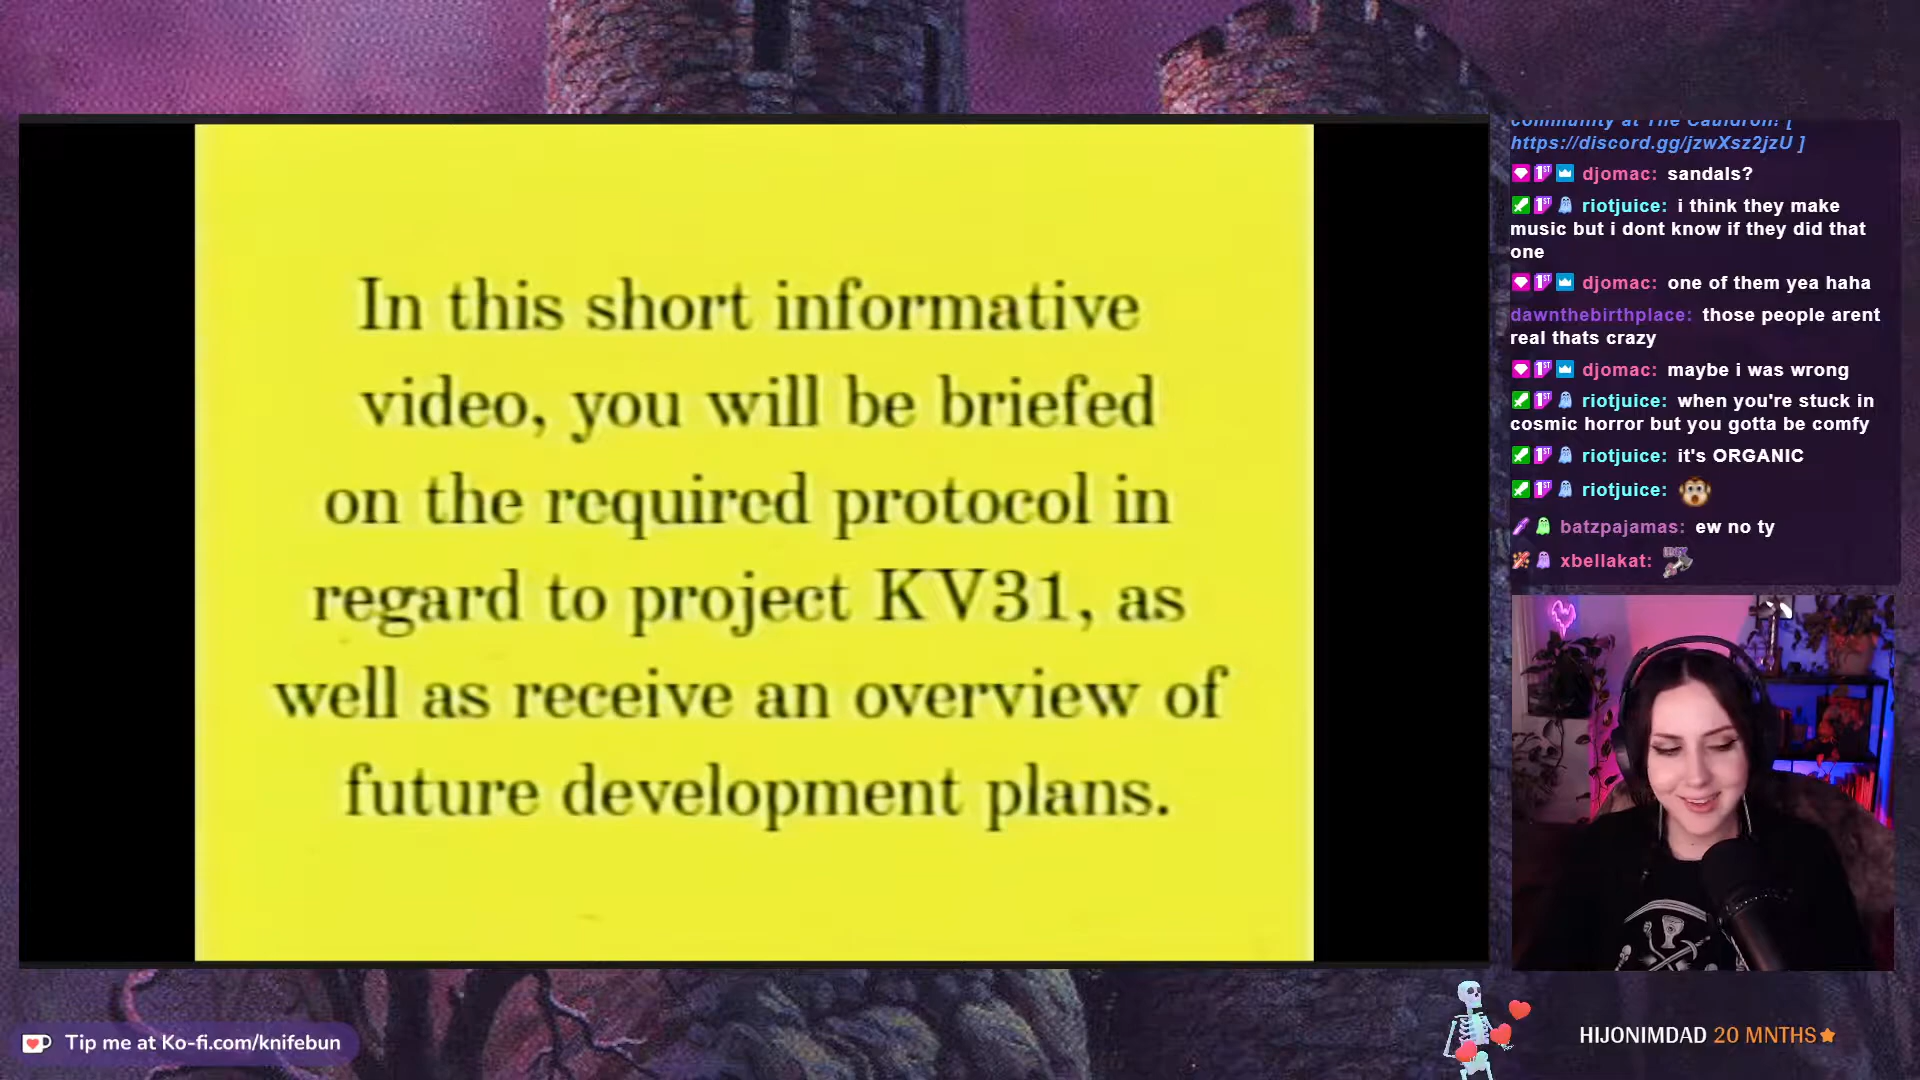 In this short informative
video, you will be briefed
on the required protocol in
regard to project KV31, as
well as receive an overview of
future development plans.
community at The Cauldron! [
https://discord.gg/jzwXsz2jzU ]
djomac: sandals?
riotjuice: i think they make
music but i dont know if they did that
one
djomac: one of them yea haha
dawnthebirthplace: those people arent
real thats crazy
djomac: maybe i was wrong
riotjuice: when you're stuck in
cosmic horror but you gotta be comfy
riotjuice: it's ORGANIC
riotjuice:
batzpajamas: ew no ty
xbellakat:
Tip me at Ko-fi.com/knifebun
HIJONIMDAD 20 MNTHS